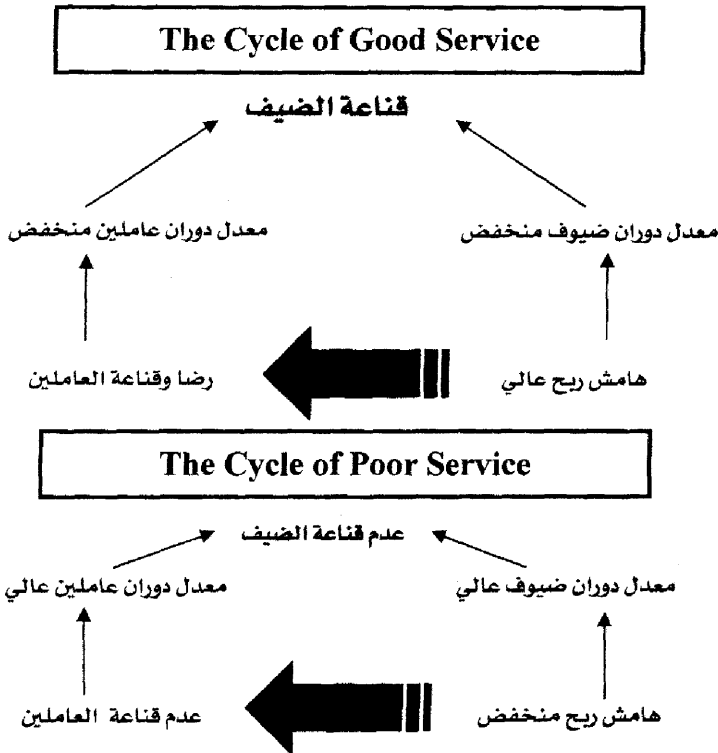 The Cycle of Good Service
قناعة الضيف
معدل دوران ضيوف منخفض
معدل دوران عاملين منخفض
هامش ربح عالي
رضا وقناعة العاملين
The Cycle of Poor Service
عدم قناعة الضيف
معدل دوران ضيوف عالي
معدل دوران عاملين عالي
هامش ربح منخفض
عدم قناعة العاملين